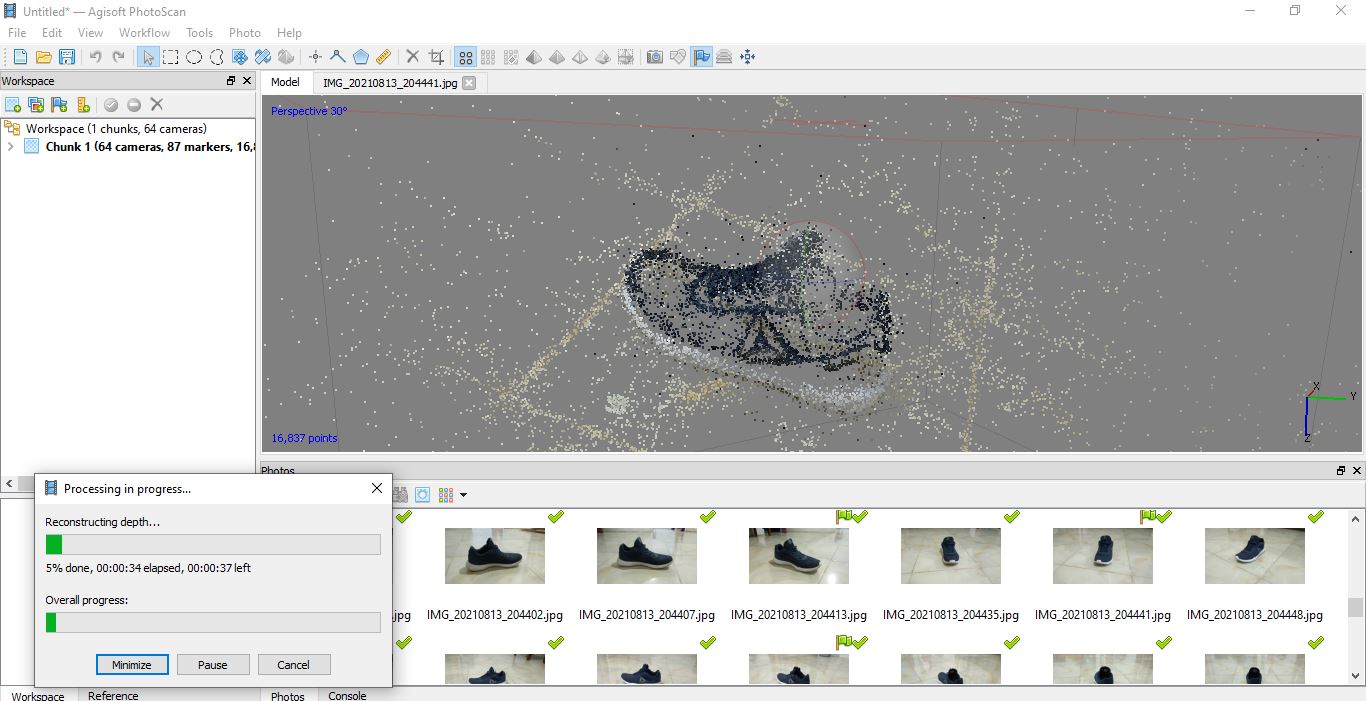 Untitled* — Agisoft PhotoScan
File Edit View Workflow Tools Photo Help
Workspace
Model IMG_20210813_204441.jpg
Perspective 30°
Workspace (1 chunks, 64 cameras)
Chunk 1 (64 cameras, 87 markers, 16,8
X
Y
Z
16,837 points
Photos
Processing in progress...
Reconstructing depth...
5% done, 00:00:34 elapsed, 00:00:37 left
Overall progress:
Minimize Pause Cancel
.jpg IMG_20210813_204402.jpg IMG_20210813_204407.jpg IMG_20210813_204413.jpg IMG_20210813_204435.jpg IMG_20210813_204441.jpg IMG_20210813_204448.jpg
Workspace Reference Photos Console